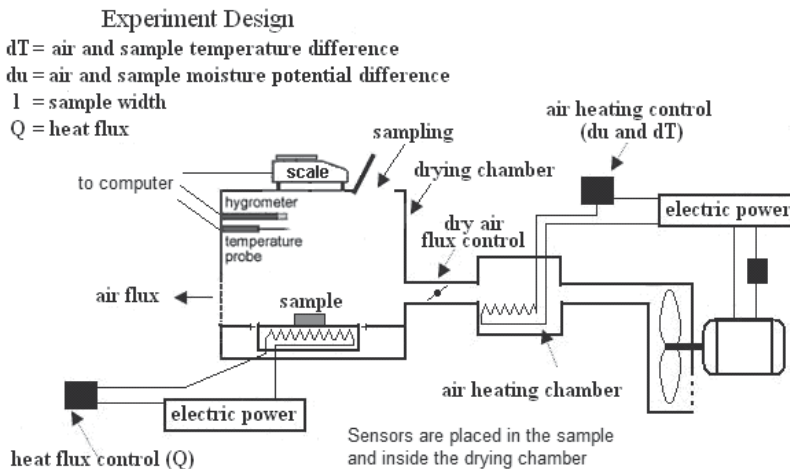 Experiment Design
dT = air and sample temperature difference
du = air and sample moisture potential difference
l = sample width
Q = heat flux
air heating control
(du and dT)
sampling
scale
drying chamber
to computer
hygrometer
electric power
temperature
probe
dry air
flux control
air flux
sample
air heating chamber
electric power
heat flux control (Q)
Sensors are placed in the sample
and inside the drying chamber